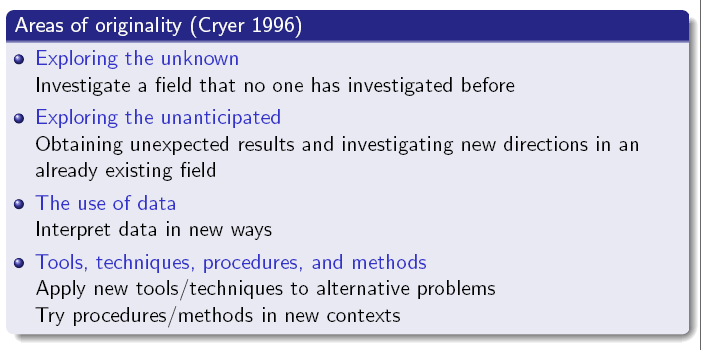 Areas of originality (Cryer 1996)
Exploring the unknown
Investigate a field that no one has investigated before
Exploring the unanticipated
Obtaining unexpected results and investigating new directions in an
already existing field
The use of data
Interpret data in new ways
Tools, techniques, procedures, and methods
Apply new tools/techniques to alternative problems
Try procedures/methods in new contexts